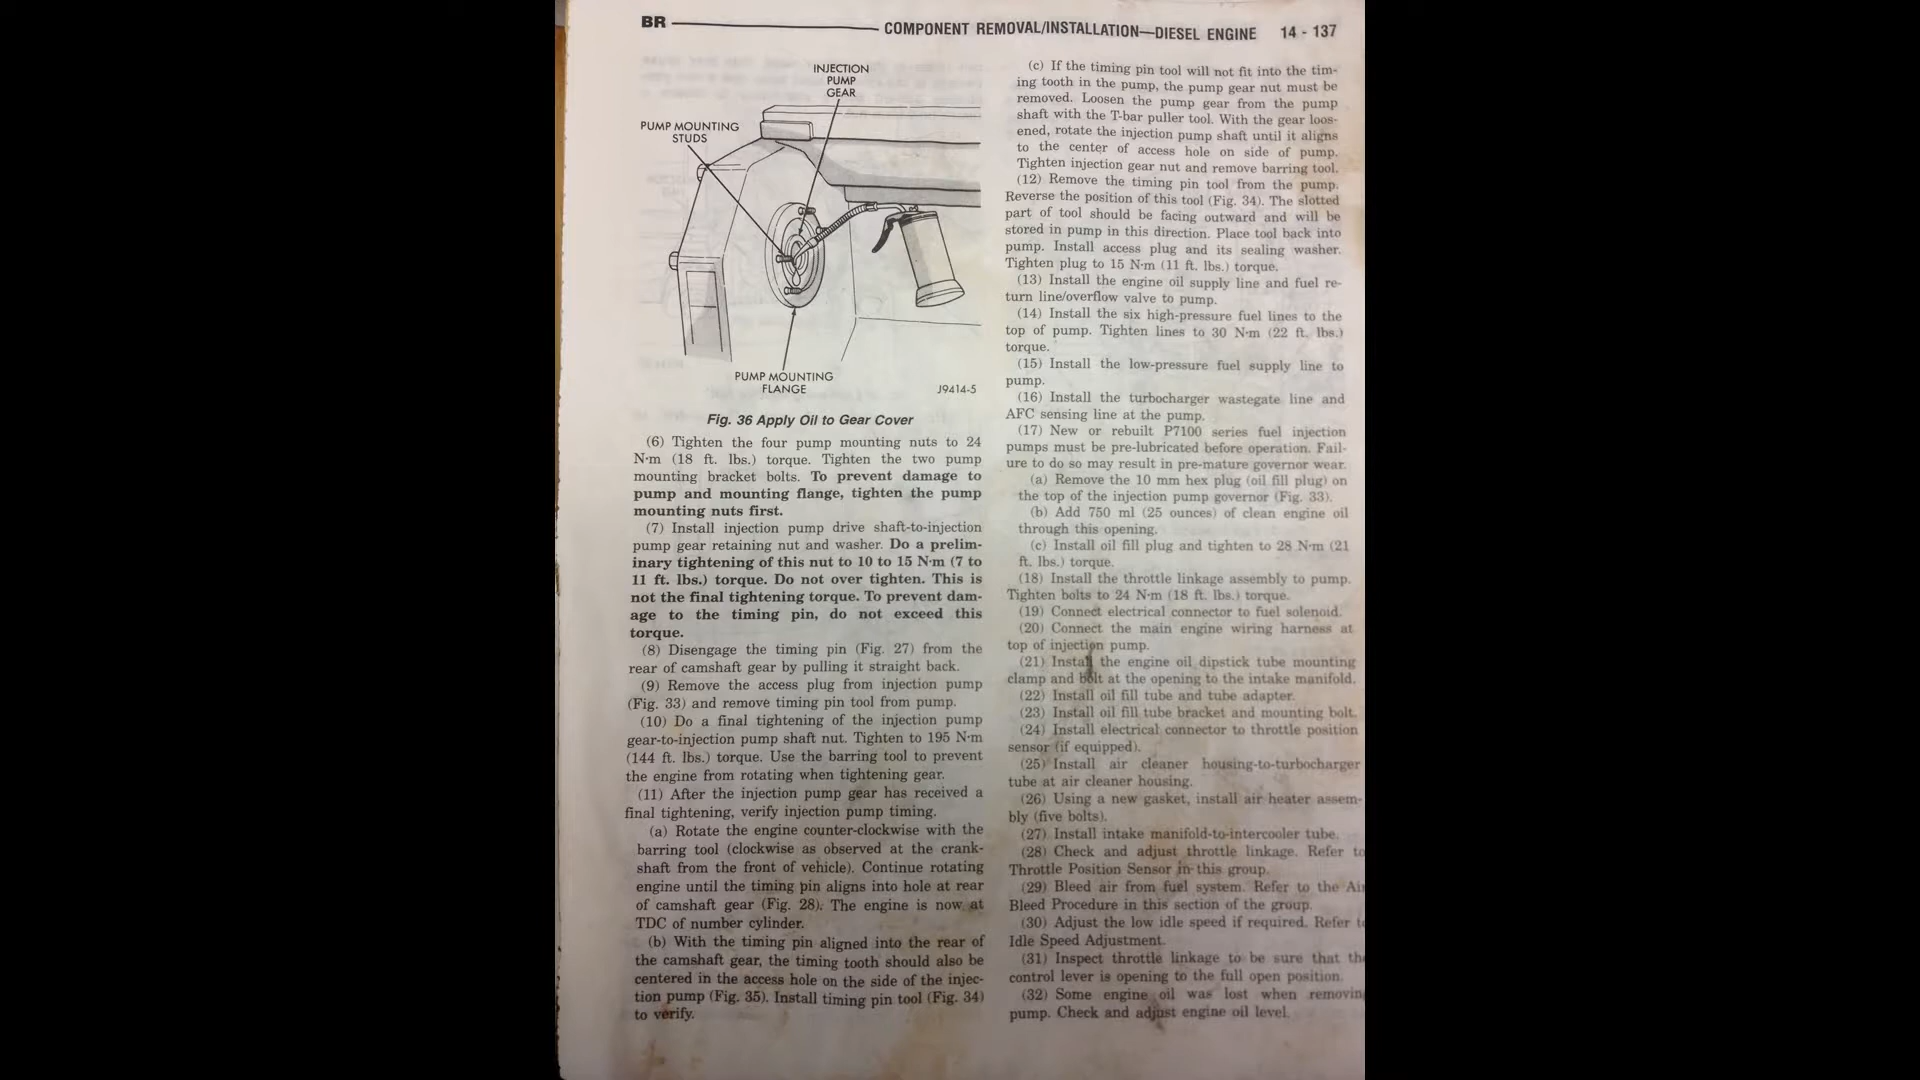 BR
COMPONENT REMOVAL/INSTALLATION—DIESEL ENGINE 14 - 137
INJECTION
PUMP
GEAR
PUMP MOUNTING
STUDS
PUMP MOUNTING
FLANGE
J9414-5
Fig. 36 Apply Oil to Gear Cover
(6) Tighten the four pump mounting nuts to 24
N·m (18 ft. lbs.) torque. Tighten the two pump
mounting bracket bolts. To prevent damage to
pump and mounting flange, tighten the pump
mounting nuts first.
(7) Install injection pump drive shaft-to-injection
pump gear retaining nut and washer. Do a prelim-
inary tightening of this nut to 10 to 15 N·m (7 to
11 ft. lbs.) torque. Do not over tighten. This is
not the final tightening torque. To prevent dam-
age to the timing pin, do not exceed this
torque.
(8) Disengage the timing pin (Fig. 27) from the
rear of camshaft gear by pulling it straight back.
(9) Remove the access plug from injection pump
(Fig. 33) and remove timing pin tool from pump.
(10) Do a final tightening of the injection pump
gear-to-injection pump shaft nut. Tighten to 195 N·m
(144 ft. lbs.) torque. Use the barring tool to prevent
the engine from rotating when tightening gear.
(11) After the injection pump gear has received a
final tightening, verify injection pump timing.
(a) Rotate the engine counter-clockwise with the
barring tool (clockwise as observed at the crank-
shaft from the front of vehicle). Continue rotating
engine until the timing pin aligns into hole at rear
of camshaft gear (Fig. 28). The engine is now at
TDC of number cylinder.
(b) With the timing pin aligned into the rear of
the camshaft gear, the timing tooth should also be
centered in the access hole on the side of the injec-
tion pump (Fig. 35). Install timing pin tool (Fig. 34)
to verify.
(c) If the timing pin tool will not fit into the tim-
ing tooth in the pump, the pump gear nut must be
removed. Loosen the pump gear from the pump
shaft with the T-bar puller tool. With the gear loos-
ened, rotate the injection pump shaft until it aligns
to the center of access hole on side of pump.
Tighten injection gear nut and remove barring tool.
(12) Remove the timing pin tool from the pump.
Reverse the position of this tool (Fig. 34). The slotted
part of tool should be facing outward and will be
stored in pump in this direction. Place tool back into
pump. Install access plug and its sealing washer.
Tighten plug to 15 N·m (11 ft. lbs.) torque.
(13) Install the engine oil supply line and fuel re-
turn line/overflow valve to pump.
(14) Install the six high-pressure fuel lines to the
top of pump. Tighten lines to 30 N·m (22 ft. lbs.)
torque.
(15) Install the low-pressure fuel supply line to
pump.
(16) Install the turbocharger wastegate line and
AFC sensing line at the pump.
(17) New or rebuilt P7100 series fuel injection
pumps must be pre-lubricated before operation. Fail-
ure to do so may result in pre-mature governor wear.
(a) Remove the 10 mm hex plug (oil fill plug) on
the top of the injection pump governor (Fig. 33).
(b) Add 750 ml (25 ounces) of clean engine oil
through this opening.
(c) Install oil fill plug and tighten to 28 N·m (21
ft. lbs.) torque.
(18) Install the throttle linkage assembly to pump.
Tighten bolts to 24 N·m (18 ft. lbs.) torque.
(19) Connect electrical connector to fuel solenoid.
(20) Connect the main engine wiring harness at
top of injection pump.
(21) Install the engine oil dipstick tube mounting
clamp and bolt at the opening to the intake manifold.
(22) Install oil fill tube and tube adapter.
(23) Install oil fill tube bracket and mounting bolt.
(24) Install electrical connector to throttle position
sensor (if equipped).
(25) Install air cleaner housing-to-turbocharger
tube at air cleaner housing.
(26) Using a new gasket, install air heater assem-
bly (five bolts).
(27) Install intake manifold-to-intercooler tube.
(28) Check and adjust throttle linkage. Refer to
Throttle Position Sensor in this group.
(29) Bleed air from fuel system. Refer to the Air
Bleed Procedure in this section of the group.
(30) Adjust the low idle speed if required. Refer to
Idle Speed Adjustment.
(31) Inspect throttle linkage to be sure that the
control lever is opening to the full open position.
(32) Some engine oil was lost when removin
pump. Check and adjust engine oil level.